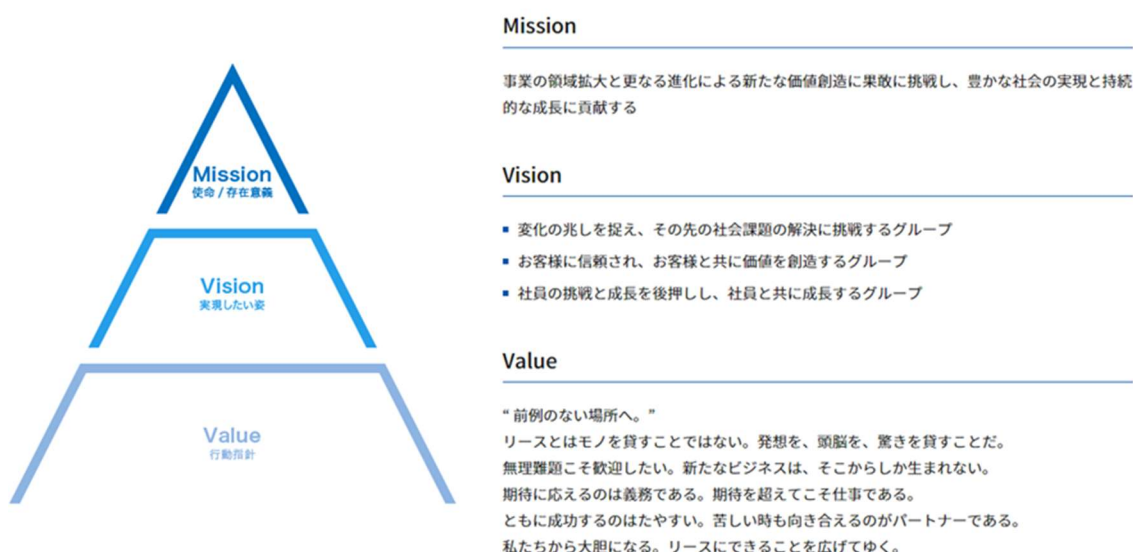 Mission
使命 / 存在意義
Vision
実現したい姿
Value
行動指針
Mission
事業の領域拡大と更なる進化による新たな価値創造に果敢に挑戦し、豊かな社会の実現と持続
的な成長に貢献する
Vision
変化の兆しを捉え、その先の社会課題の解決に挑戦するグループ
お客様に信頼され、お客様と共に価値を創造するグループ
社員の挑戦と成長を後押しし、社員と共に成長するグループ
Value
“ 前例のない場所へ。”
リースとはモノを貸すことではない。発想を、頭脳を、驚きを貸すことだ。
無理難題こそ歓迎したい。新たなビジネスは、そこからしか生まれない。
期待に応えるのは義務である。期待を超えてこそ仕事である。
ともに成功するのはたやすい。苦しい時も向き合えるのがパートナーである。
私たちから大胆になる。リースにできることを広げてゆく。